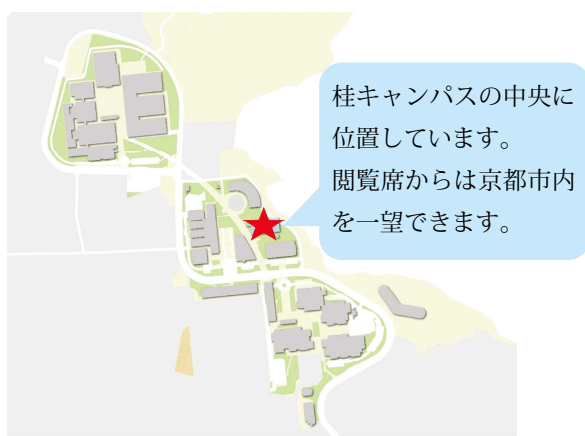 桂キャンパスの中央に
位置しています。
閲覧席からは京都市内
を一望できます。